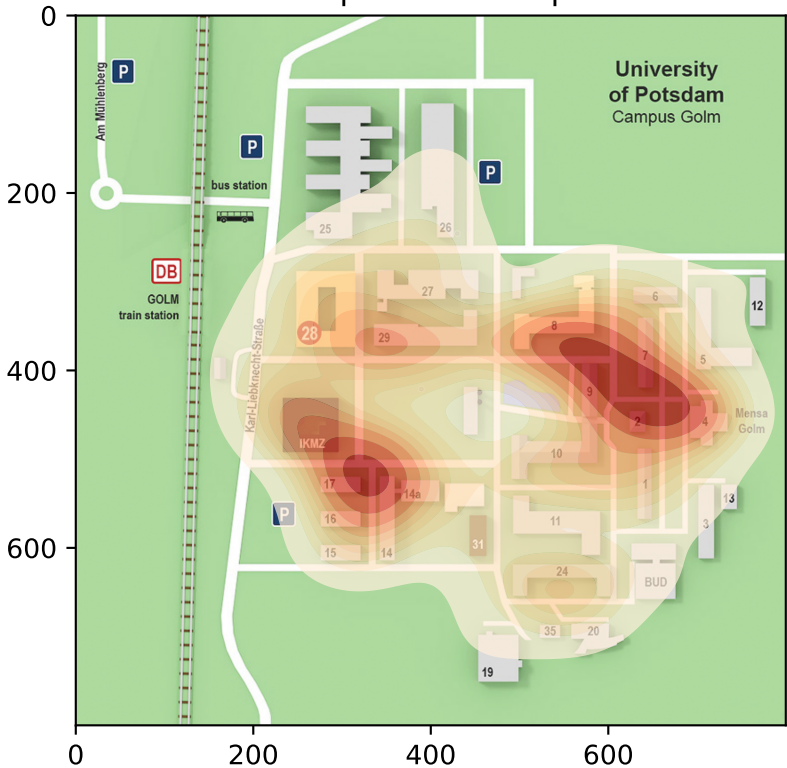 0
200
400
600
0
200
400
600
University
of Potsdam
Campus Golm
Am Mühlenberg
P
P
P
bus station
DB
GOLM
train station
Karl-Liebknecht-Straße
25
26
27
28
29
6
12
8
7
5
9
2
4
Mensa
Golm
IKMZ
10
17
14a
1
13
3
P
16
11
31
15
14
24
BUD
35
20
19